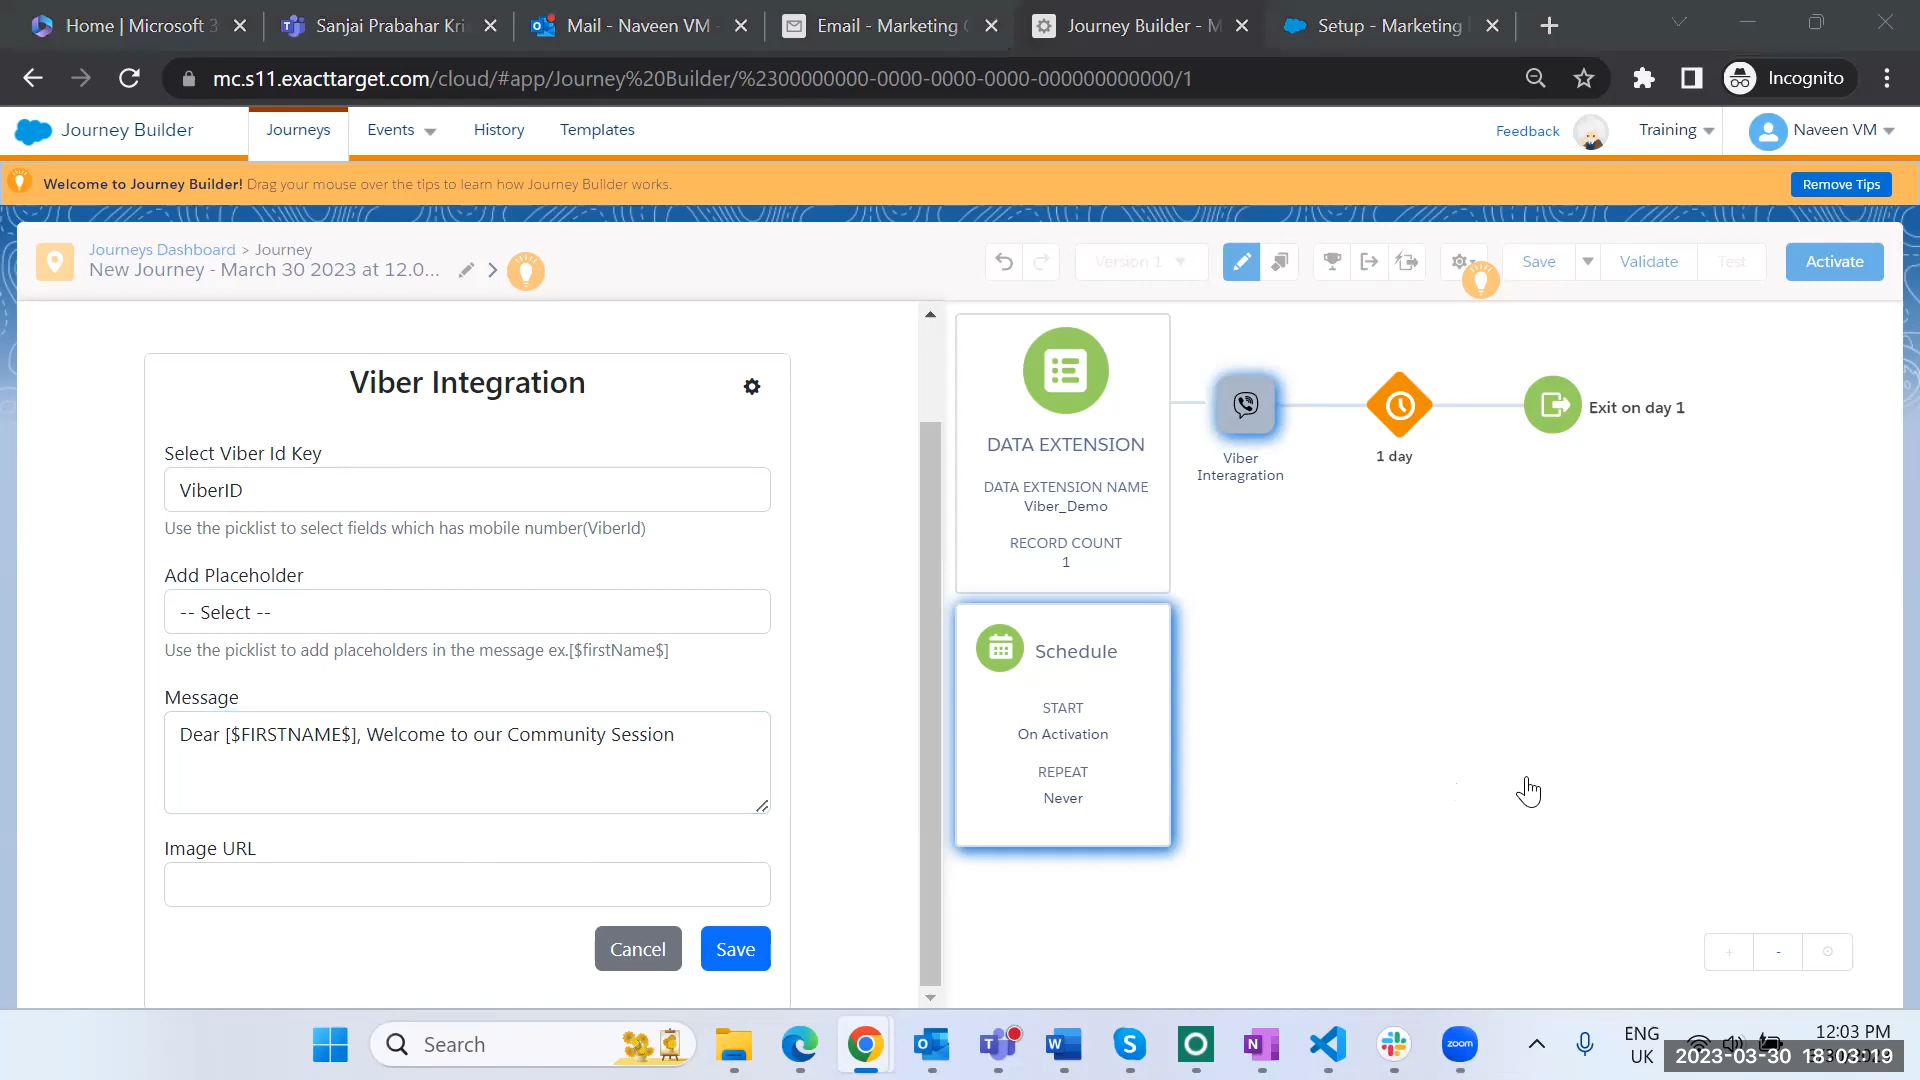 Home | Microsoft 3
Sanjai Prabahar Kri
Mail - Naveen VM -
Email - Marketing C
Journey Builder - M
Setup - Marketing
mc.s11.exacttarget.com/cloud/#app/Journey%20Builder/%2300000000-0000-0000-0000-000000000000/1
Incognito
Journey Builder
Journeys
Events
History
Templates
Feedback
Training
Naveen VM
Welcome to Journey Builder! Drag your mouse over the tips to learn how Journey Builder works.
Remove Tips
Journeys Dashboard > Journey
New Journey - March 30 2023 at 12.0...
Version 1
Save
Validate
Test
Activate
Viber Integration
Select Viber Id Key
ViberID
Use the picklist to select fields which has mobile number(ViberId)
Add Placeholder
-- Select --
Use the picklist to add placeholders in the message ex.[$firstName$]
Message
Dear [$FIRSTNAME$], Welcome to our Community Session
Image URL
Cancel
Save
DATA EXTENSION
DATA EXTENSION NAME
Viber_Demo
RECORD COUNT
1
Viber
Interagration
1 day
Exit on day 1
Schedule
START
On Activation
REPEAT
Never
Search
zoom
ENG
UK
12:03 PM
2023-03-30 18:03:19